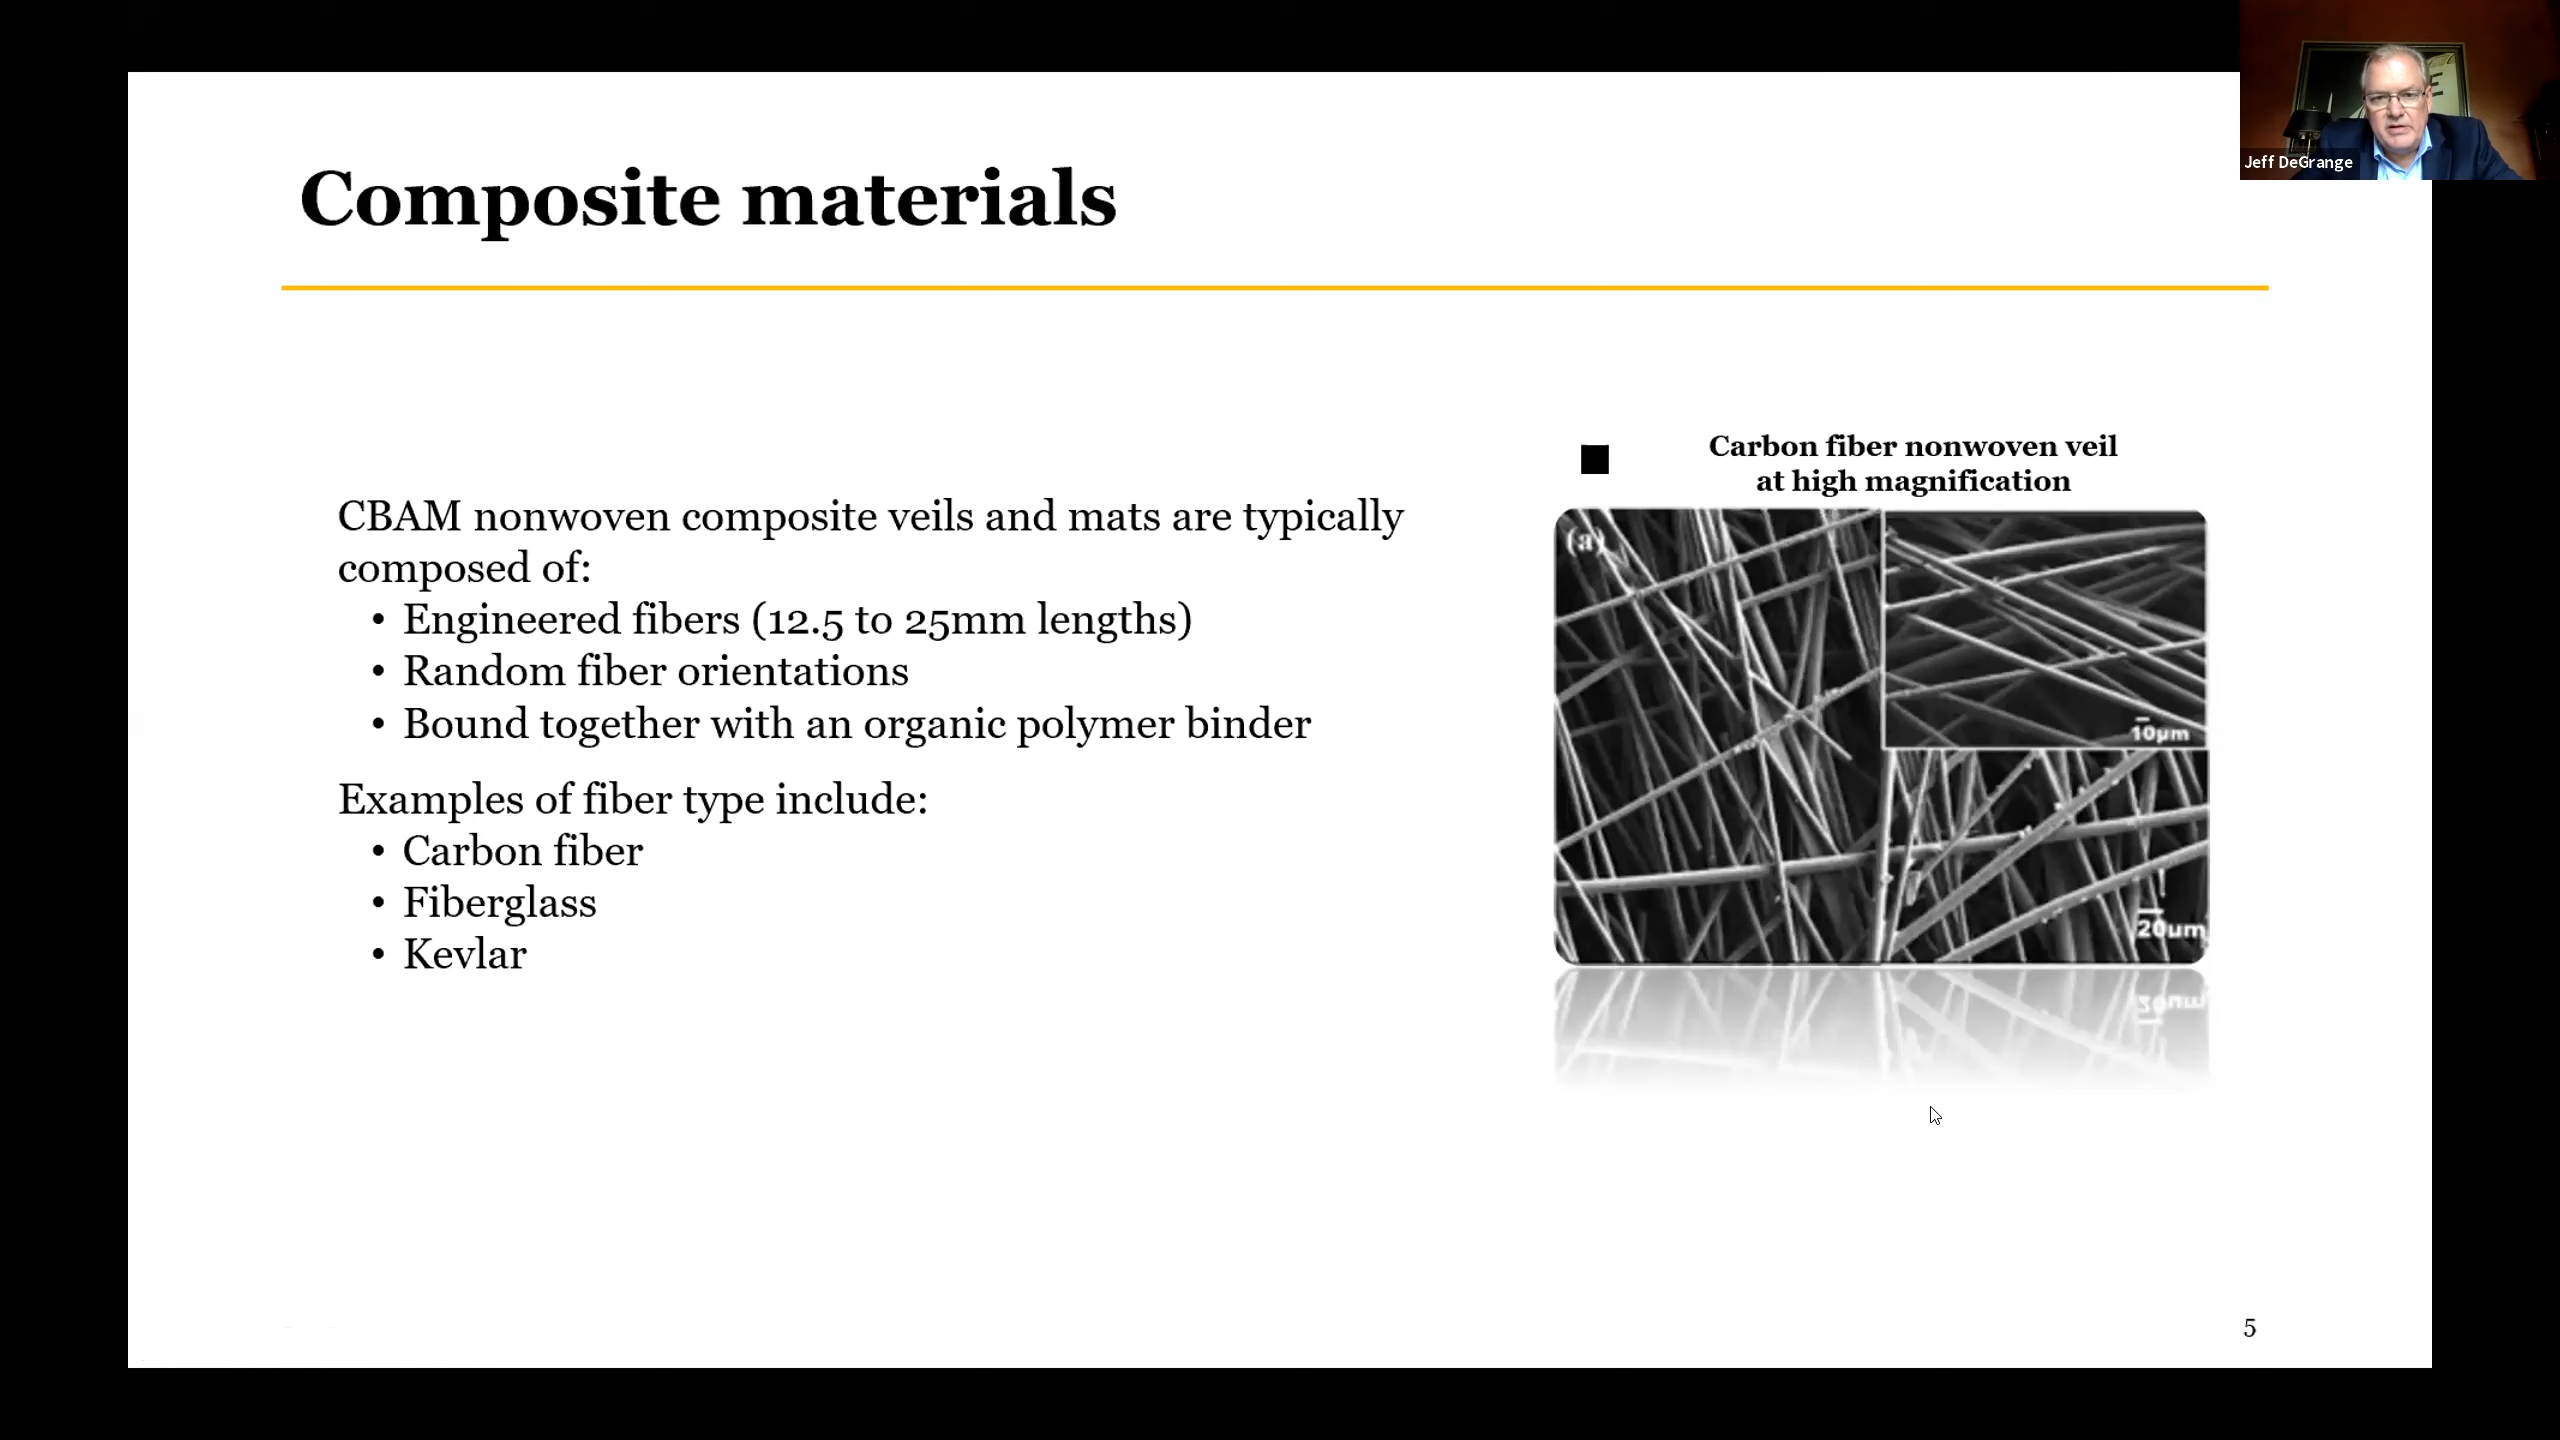 Jeff DeGrange
Composite materials
CBAM nonwoven composite veils and mats are typically
composed of:
• Engineered fibers (12.5 to 25mm lengths)
• Random fiber orientations
• Bound together with an organic polymer binder
Examples of fiber type include:
• Carbon fiber
• Fiberglass
• Kevlar
Carbon fiber nonwoven veil
at high magnification
(a)
10µm
20um
5